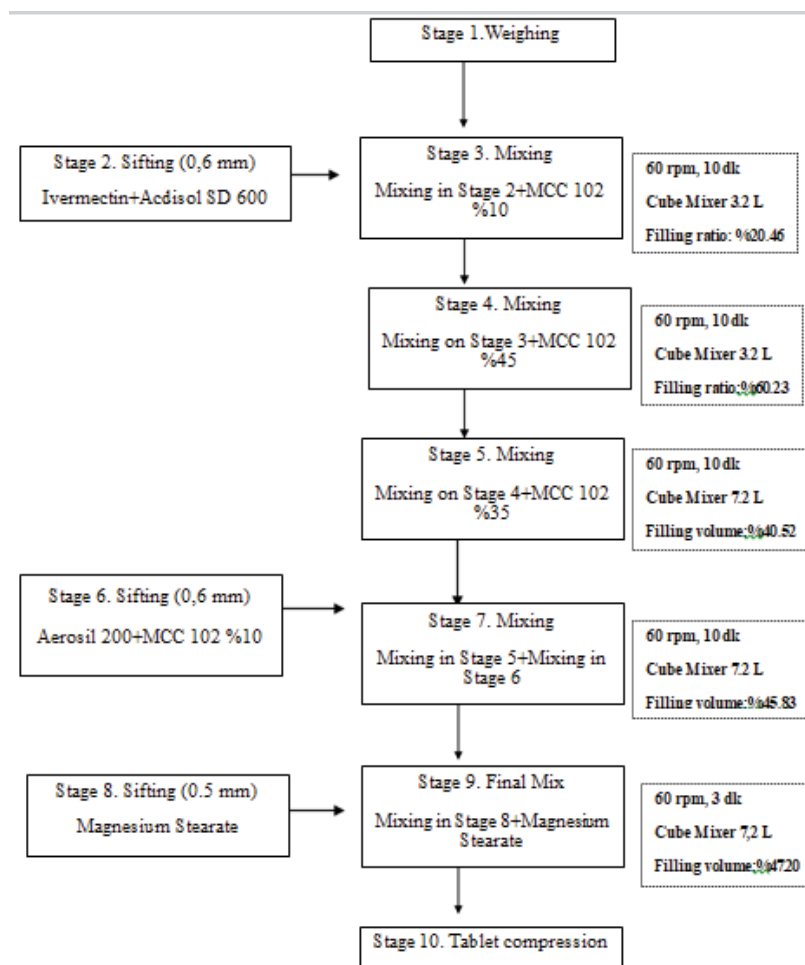 Stage 1.Weighing
Stage 2. Sifting (0,6 mm)
Ivermectin+Acdisol SD 600
Stage 3. Mixing
Mixing in Stage 2+MCC 102
%10
60 rpm, 10 dk
Cube Mixer 3.2 L
Filling ratio: %20.46
Stage 4. Mixing
Mixing on Stage 3+MCC 102
%45
60 rpm, 10 dk
Cube Mixer 3.2 L
Filling ratio:%60.23
Stage 5. Mixing
Mixing on Stage 4+MCC 102
%35
60 rpm, 10 dk
Cube Mixer 7.2 L
Filling volume:%40.52
Stage 6. Sifting (0,6 mm)
Aerosil 200+MCC 102 %10
Stage 7. Mixing
Mixing in Stage 5+Mixing in
Stage 6
60 rpm, 10 dk
Cube Mixer 7.2 L
Filling volume:%45.83
Stage 8. Sifting (0.5 mm)
Magnesium Stearate
Stage 9. Final Mix
Mixing in Stage 8+Magnesium
Stearate
60 rpm, 3 dk
Cube Mixer 7,2 L
Filling volume:%4720
Stage 10. Tablet compression